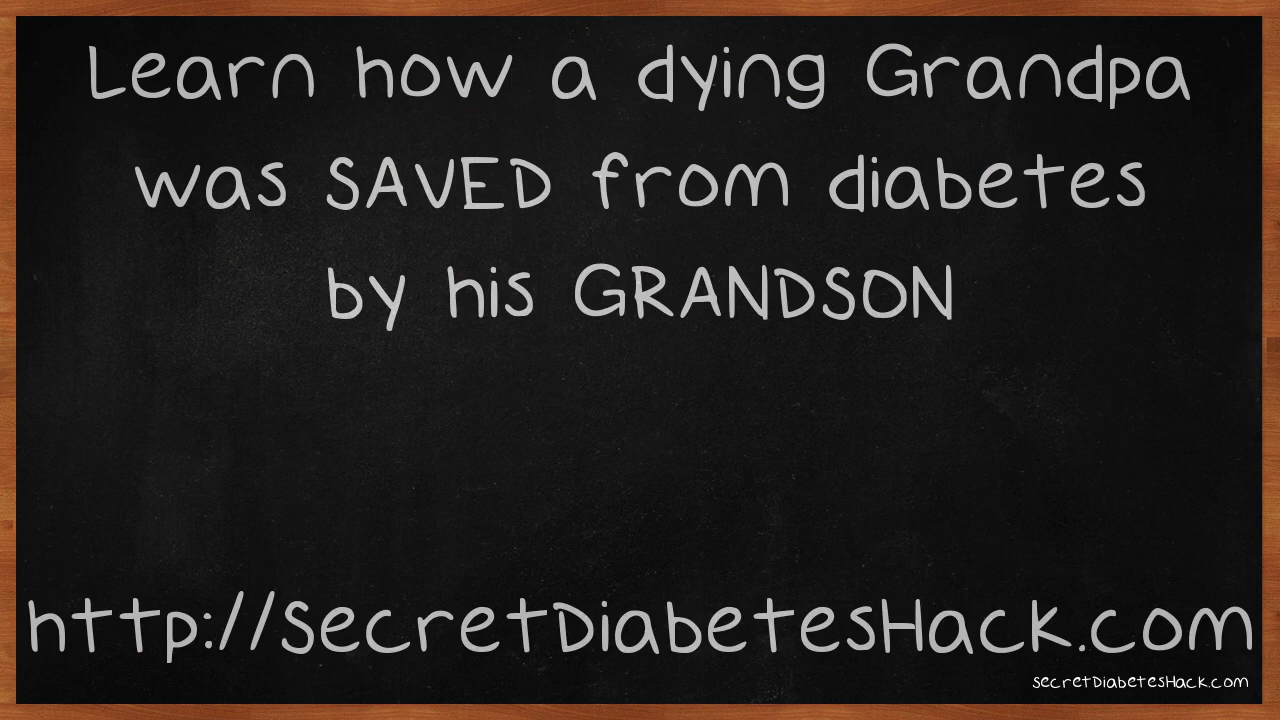 Learn how a dying Grandpa
was SAVED from diabetes
by his GRANDSON
http://SecretDiabetesHack.com
SecretDiabetesHack.com